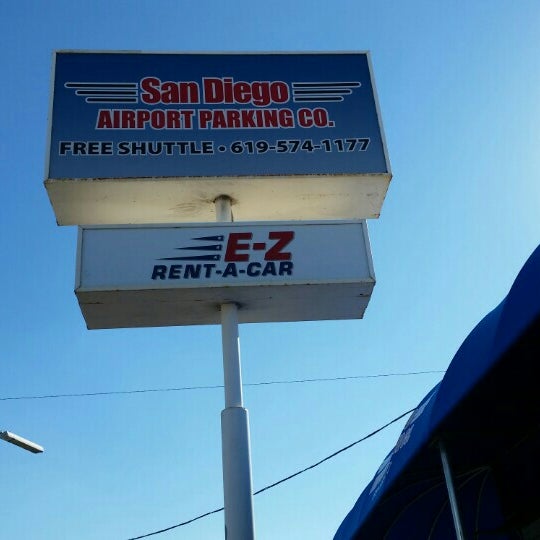 San Diego
AIRPORT PARKING CO.
FREE SHUTTLE • 619-574-1177
E-Z
RENT-A-CAR